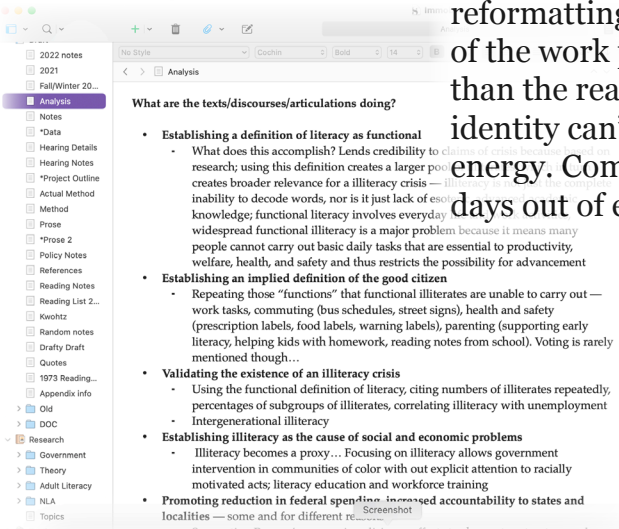 immo
No Style
Cochin
Bold
14
Analysis
2022 notes
2021
Fall/Winter 20...
Analysis
Notes
*Data
Hearing Details
Hearing Notes
*Project Outline
Actual Method
Method
Prose
*Prose 2
Policy Notes
References
Reading Notes
Reading List 2...
Kwohtz
Random notes
Drafty Draft
Quotes
1973 Reading...
Appendix info
Old
DOC
Research
Government
Theory
Adult Literacy
NLA
Topics
What are the texts/discourses/articulations doing?
• Establishing a definition of literacy as functional
- What does this accomplish? Lends credibility to claims of crisis because based on
research; using this definition creates a larger
creates broader relevance for a illiteracy crisis — illiteracy is not just the complete
inability to decode words, nor is it just lack of
knowledge; functional literacy involves everyday
widespread functional illiteracy is a major problem because it means many
people cannot carry out basic daily tasks that are essential to productivity,
welfare, health, and safety and thus restricts the possibility for advancement
• Establishing an implied definition of the good citizen
- Repeating those “functions” that functional illiterates are unable to carry out —
work tasks, commuting (bus schedules, street signs), health and safety
(prescription labels, food labels, warning labels), parenting (supporting early
literacy, helping kids with homework, reading notes from school). Voting is rarely
mentioned though…
• Validating the existence of an illiteracy crisis
- Using the functional definition of literacy, citing numbers of illiterates repeatedly,
percentages of subgroups of illiterates, correlating illiteracy with unemployment
- Intergenerational illiteracy
• Establishing illiteracy as the cause of social and economic problems
- Illiteracy becomes a proxy… Focusing on illiteracy allows government
intervention in communities of color with out explicit attention to racially
motivated acts; literacy education and workforce training
• Promoting reduction in federal spending, increased accountability to states and
localities — some and for different
Screenshot
reformatting
of the work
than the rea
identity can'
energy. Com
days out of e